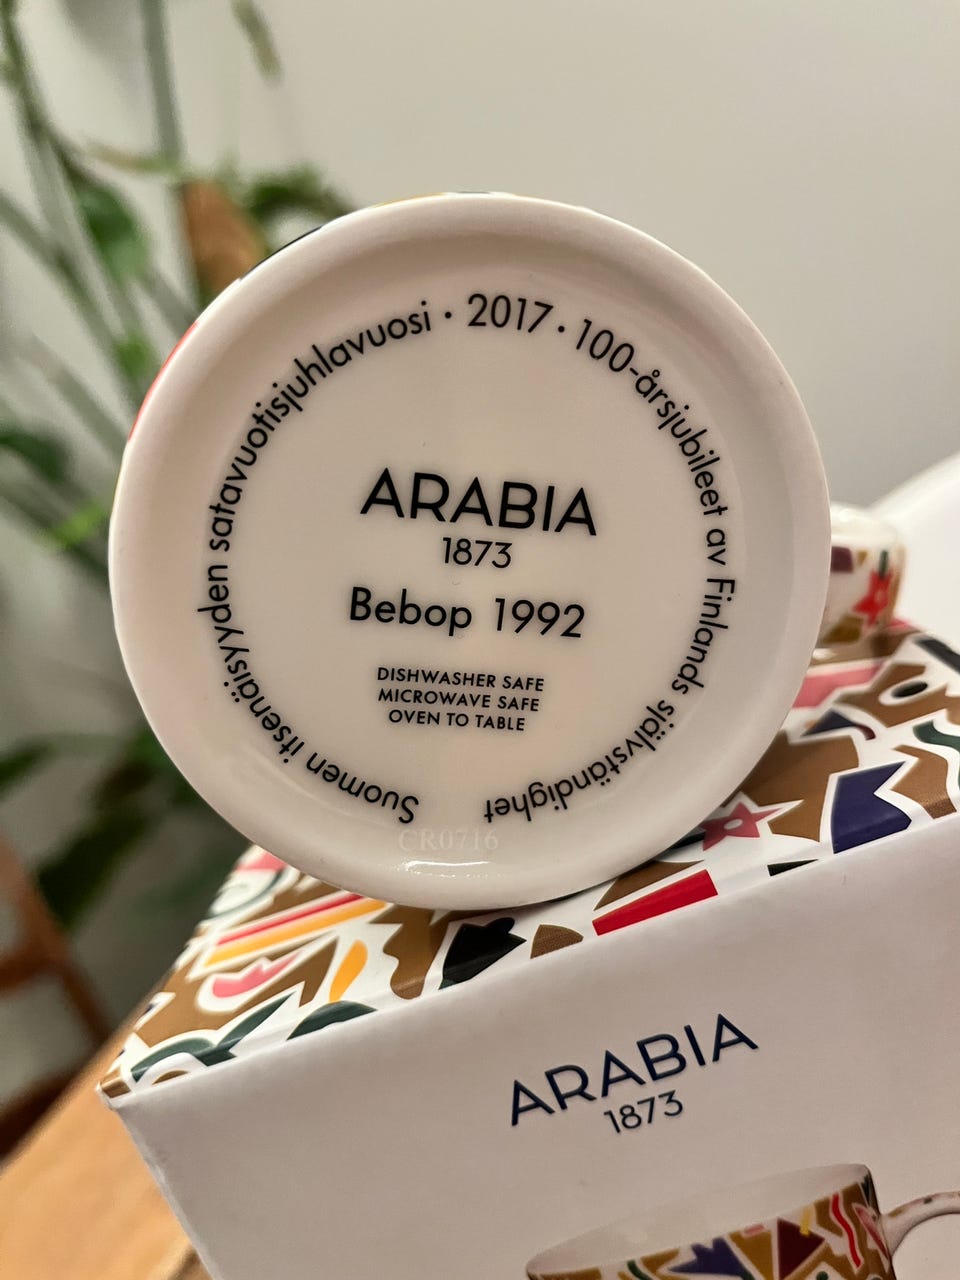 Suomen itsenäisyyden satavuotisjuhlavuosi · 2017 · 100-årsjubileet av Finlands självständighet
ARABIA
1873
Bebop 1992
DISHWASHER SAFE
MICROWAVE SAFE
OVEN TO TABLE
CR0716
ARABIA
1873